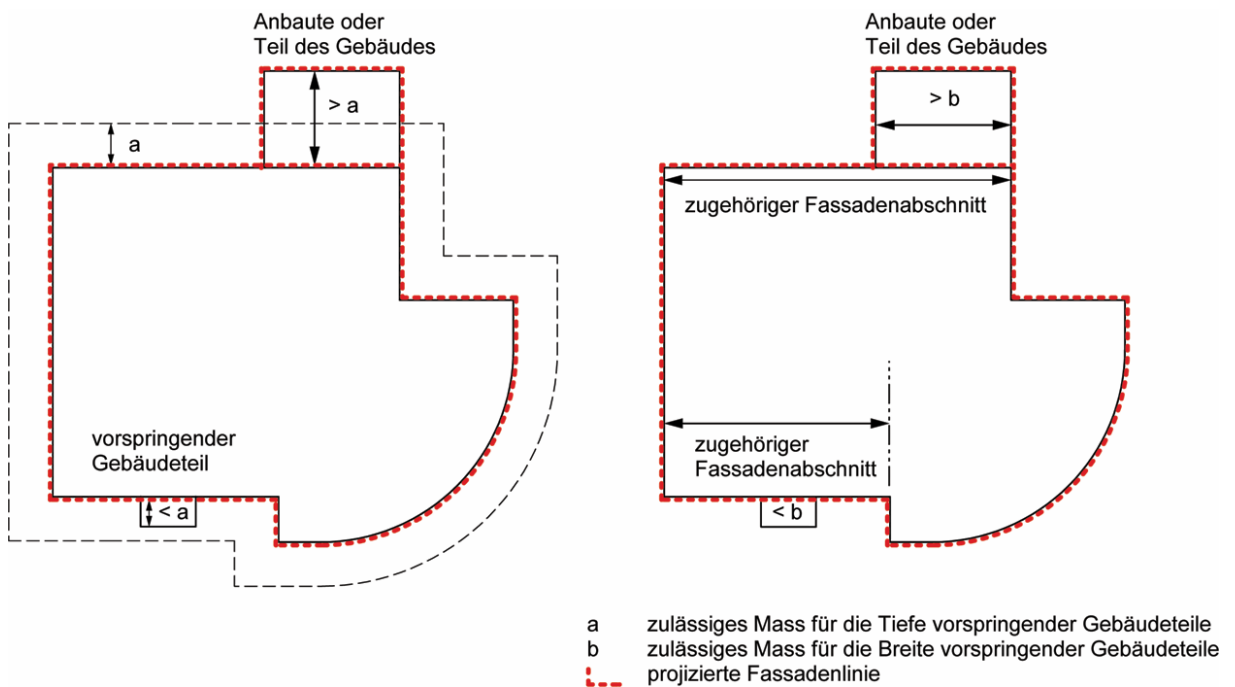 Anbaute oder
Teil des Gebäudes
> a
a
vorspringender
Gebäudeteil
< a
Anbaute oder
Teil des Gebäudes
> b
zugehöriger Fassadenabschnitt
zugehöriger
Fassadenabschnitt
< b
a zulässiges Mass für die Tiefe vorspringender Gebäudeteile
b zulässiges Mass für die Breite vorspringender Gebäudeteile
projizierte Fassadenlinie